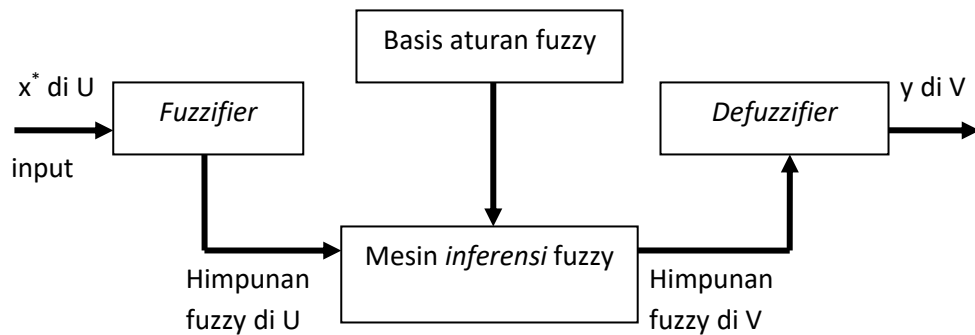 Basis aturan fuzzy
x* di U
Fuzzifier
Defuzzifier
y di V
input
Mesin inferensi fuzzy
Himpunan
fuzzy di U
Himpunan
fuzzy di V